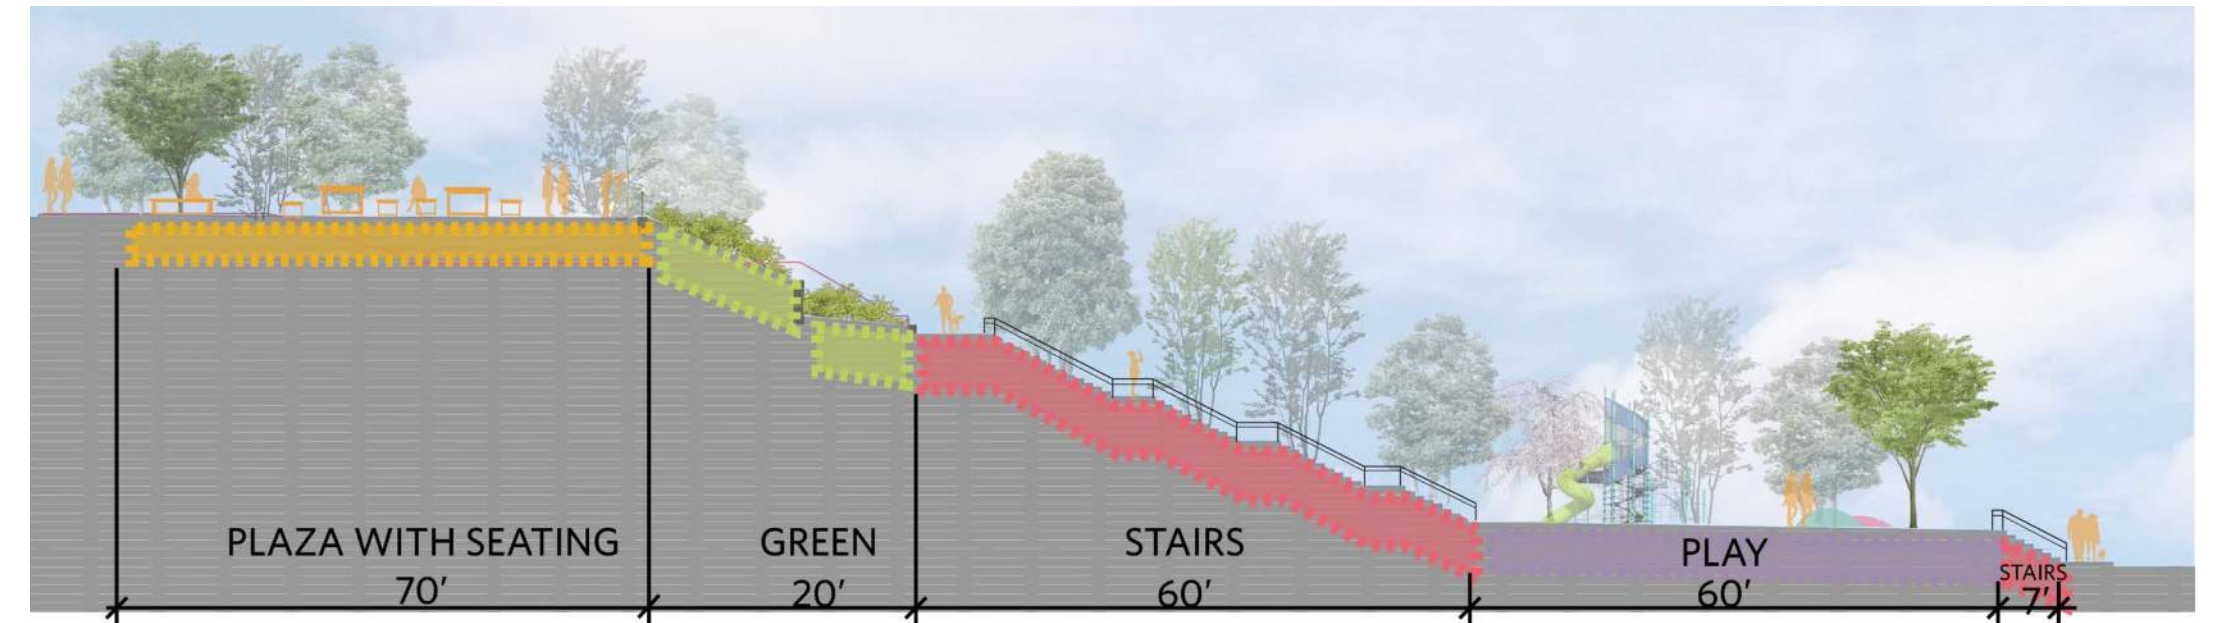 PLAZA WITH SEATING
70'
GREEN
20'
STAIRS
60'
PLAY
60'
STAIRS
7'